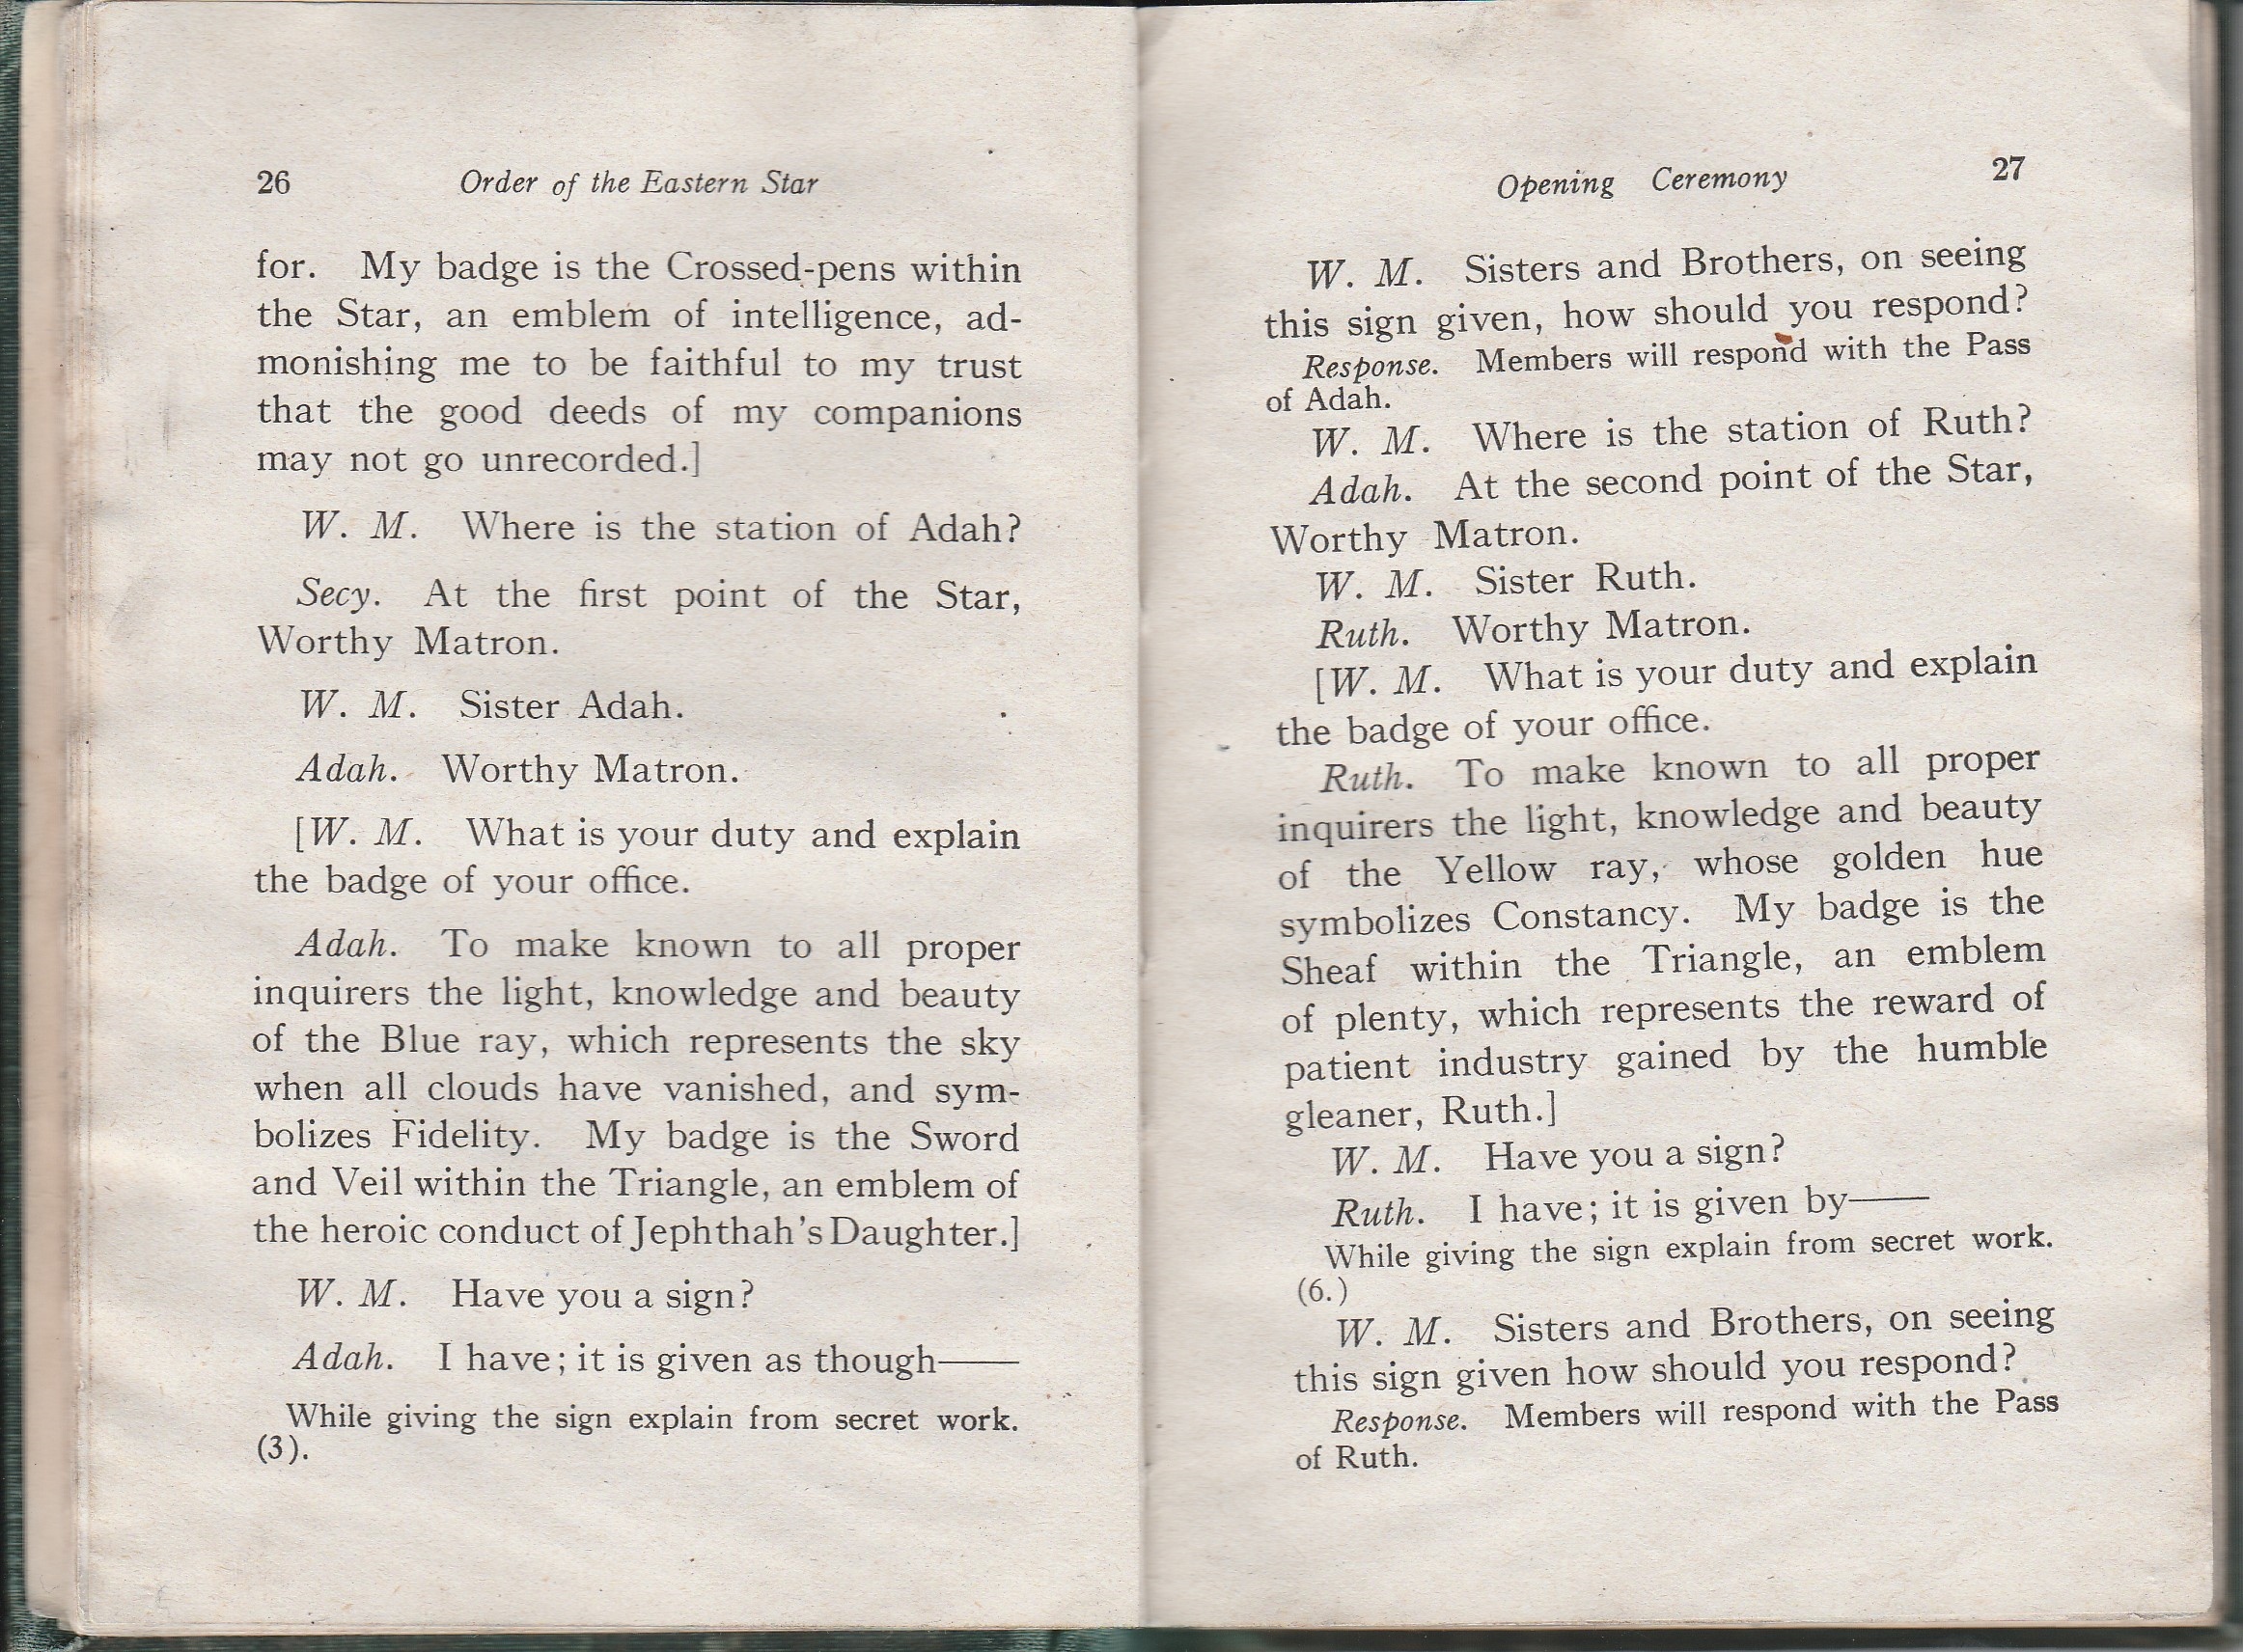 26 Order of the Eastern Star
for. My badge is the Crossed-pens within
the Star, an emblem of intelligence, ad-
monishing me to be faithful to my trust
that the good deeds of my companions
may not go unrecorded.]
W. M. Where is the station of Adah?
Secy. At the first point of the Star,
Worthy Matron.
W. M. Sister Adah.
Adah. Worthy Matron.
[W. M. What is your duty and explain
the badge of your office.
Adah. To make known to all proper
inquirers the light, knowledge and beauty
of the Blue ray, which represents the sky
when all clouds have vanished, and sym-
bolizes Fidelity. My badge is the Sword
and Veil within the Triangle, an emblem of
the heroic conduct of Jephthah's Daughter.]
W. M. Have you a sign?
Adah. I have; it is given as though——
While giving the sign explain from secret work.
(3).
Opening Ceremony 27
W. M. Sisters and Brothers, on seeing
this sign given, how should you respond?
Response. Members will respond with the Pass
of Adah.
W. M. Where is the station of Ruth?
Adah. At the second point of the Star,
Worthy Matron.
W. M. Sister Ruth.
Ruth. Worthy Matron.
[W. M. What is your duty and explain
the badge of your office.
Ruth. To make known to all proper
inquirers the light, knowledge and beauty
of the Yellow ray, whose golden hue
symbolizes Constancy. My badge is the
Sheaf within the Triangle, an emblem
of plenty, which represents the reward of
patient industry gained by the humble
gleaner, Ruth.]
W. M. Have you a sign?
Ruth. I have; it is given by——
While giving the sign explain from secret work.
(6.)
W. M. Sisters and Brothers, on seeing
this sign given how should you respond?
Response. Members will respond with the Pass
of Ruth.